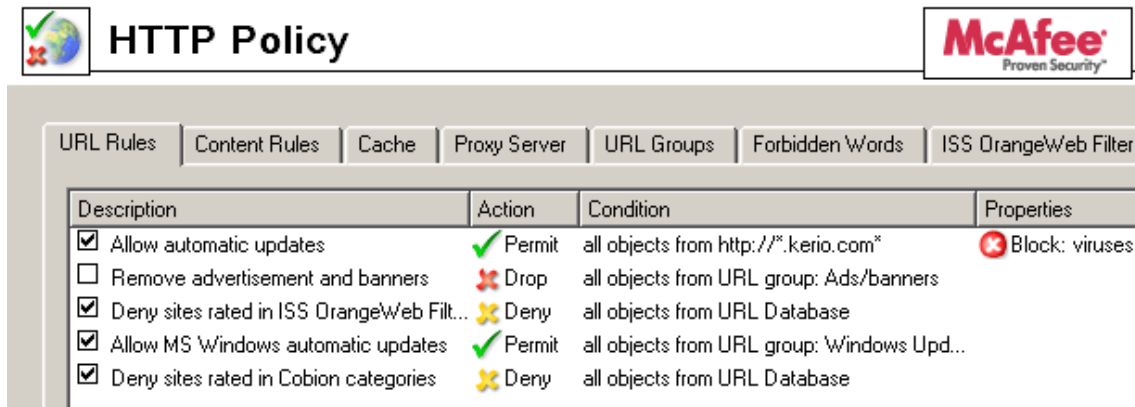 HTTP Policy
McAfee
Proven Security™
URL Rules Content Rules Cache Proxy Server URL Groups Forbidden Words ISS OrangeWeb Filter
Description Action Condition Properties
Allow automatic updates Permit all objects from http://*.kerio.com* Block: viruses
Remove advertisement and banners Drop all objects from URL group: Ads/banners
Deny sites rated in ISS OrangeWeb Filt... Deny all objects from URL Database
Allow MS Windows automatic updates Permit all objects from URL group: Windows Upd...
Deny sites rated in Cobion categories Deny all objects from URL Database